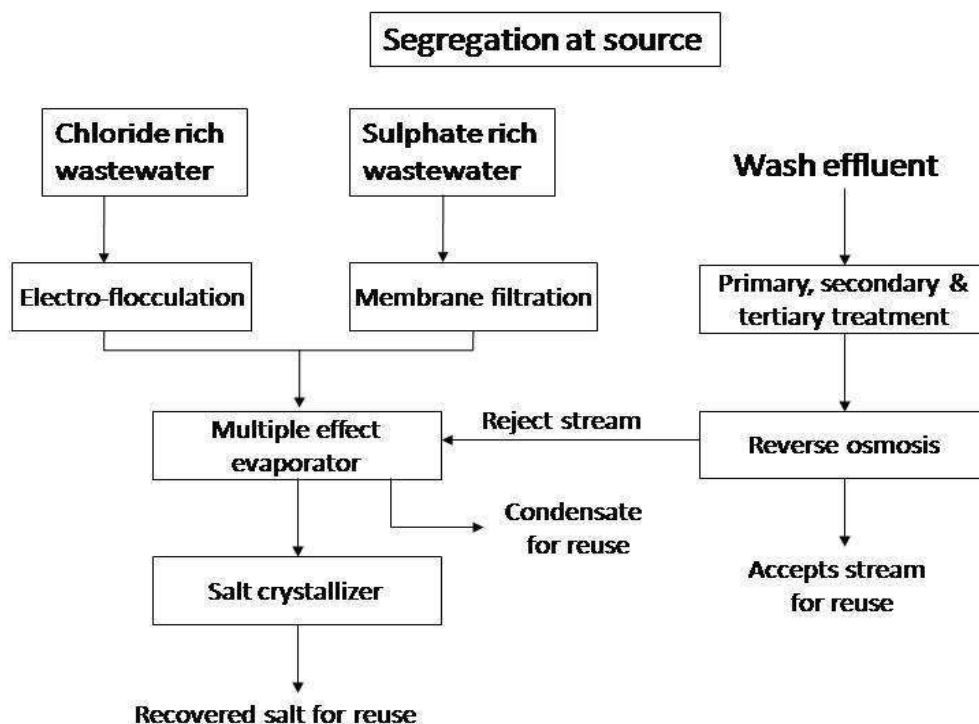 Segregation at source
Chloride rich
wastewater
Sulphate rich
wastewater
Wash effluent
Electro-flocculation
Membrane filtration
Primary, secondary &
tertiary treatment
Multiple effect
evaporator
Reject stream
Reverse osmosis
Condensate
for reuse
Salt crystallizer
Accepts stream
for reuse
Recovered salt for reuse